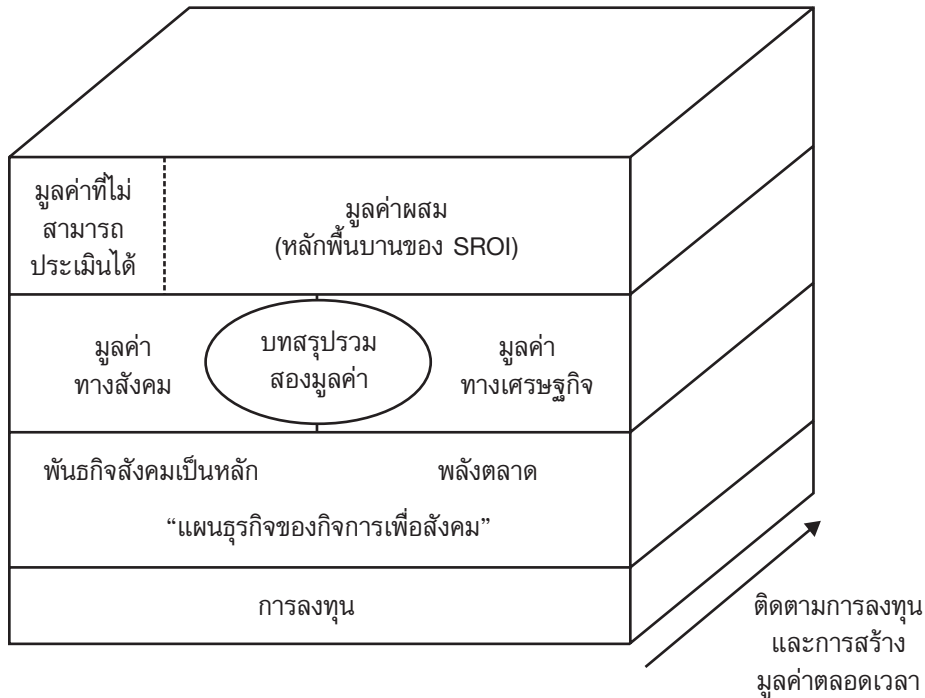 มูลค่าที่ไม่
สามารถ
ประเมินได้
มูลค่าผสม
(หลักพื้นบานของ SROI)
มูลค่า
ทางสังคม
บทสรุปรวม
สองมูลค่า
มูลค่า
ทางเศรษฐกิจ
พันธกิจสังคมเป็นหลัก
พลังตลาด
“แผนธุรกิจของกิจการเพื่อสังคม”
การลงทุน
ติดตามการลงทุน
และการสร้าง
มูลค่าตลอดเวลา